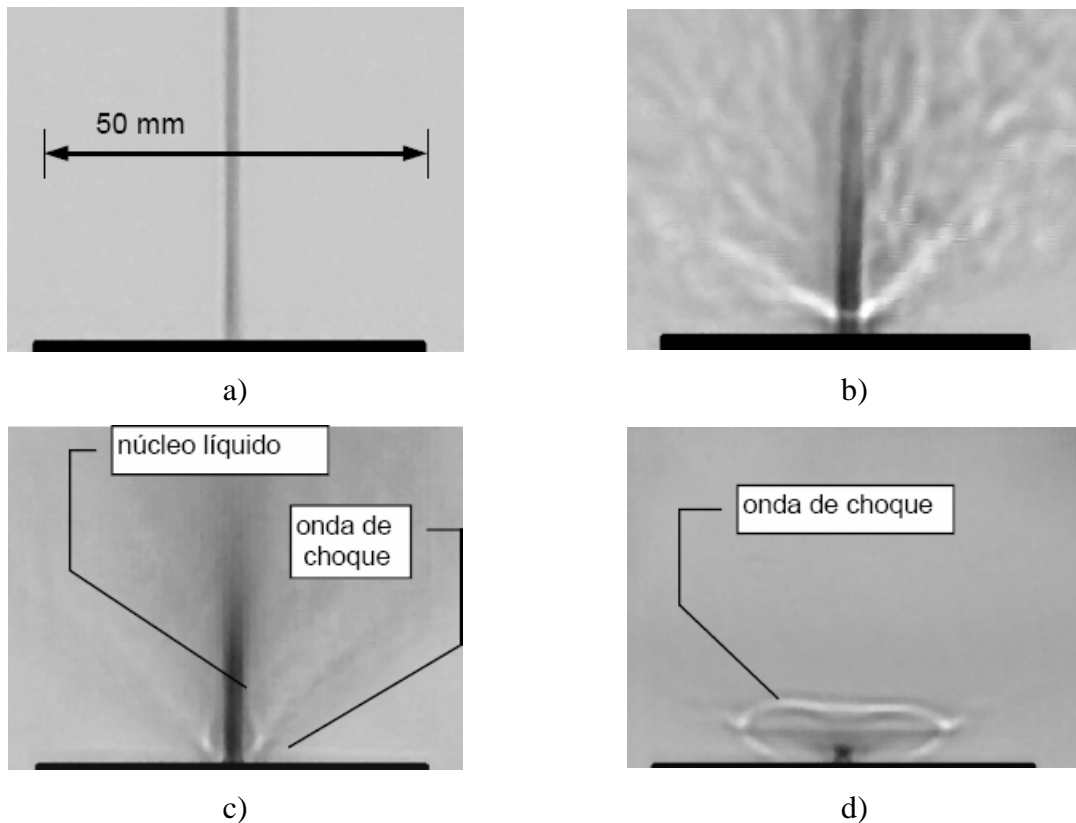 50 mm
a)
b)
núcleo líquido
onda de
choque
onda de choque
c)
d)